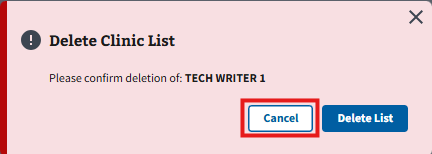 Delete Clinic List
Please confirm deletion of: TECH WRITER 1
Cancel Delete List